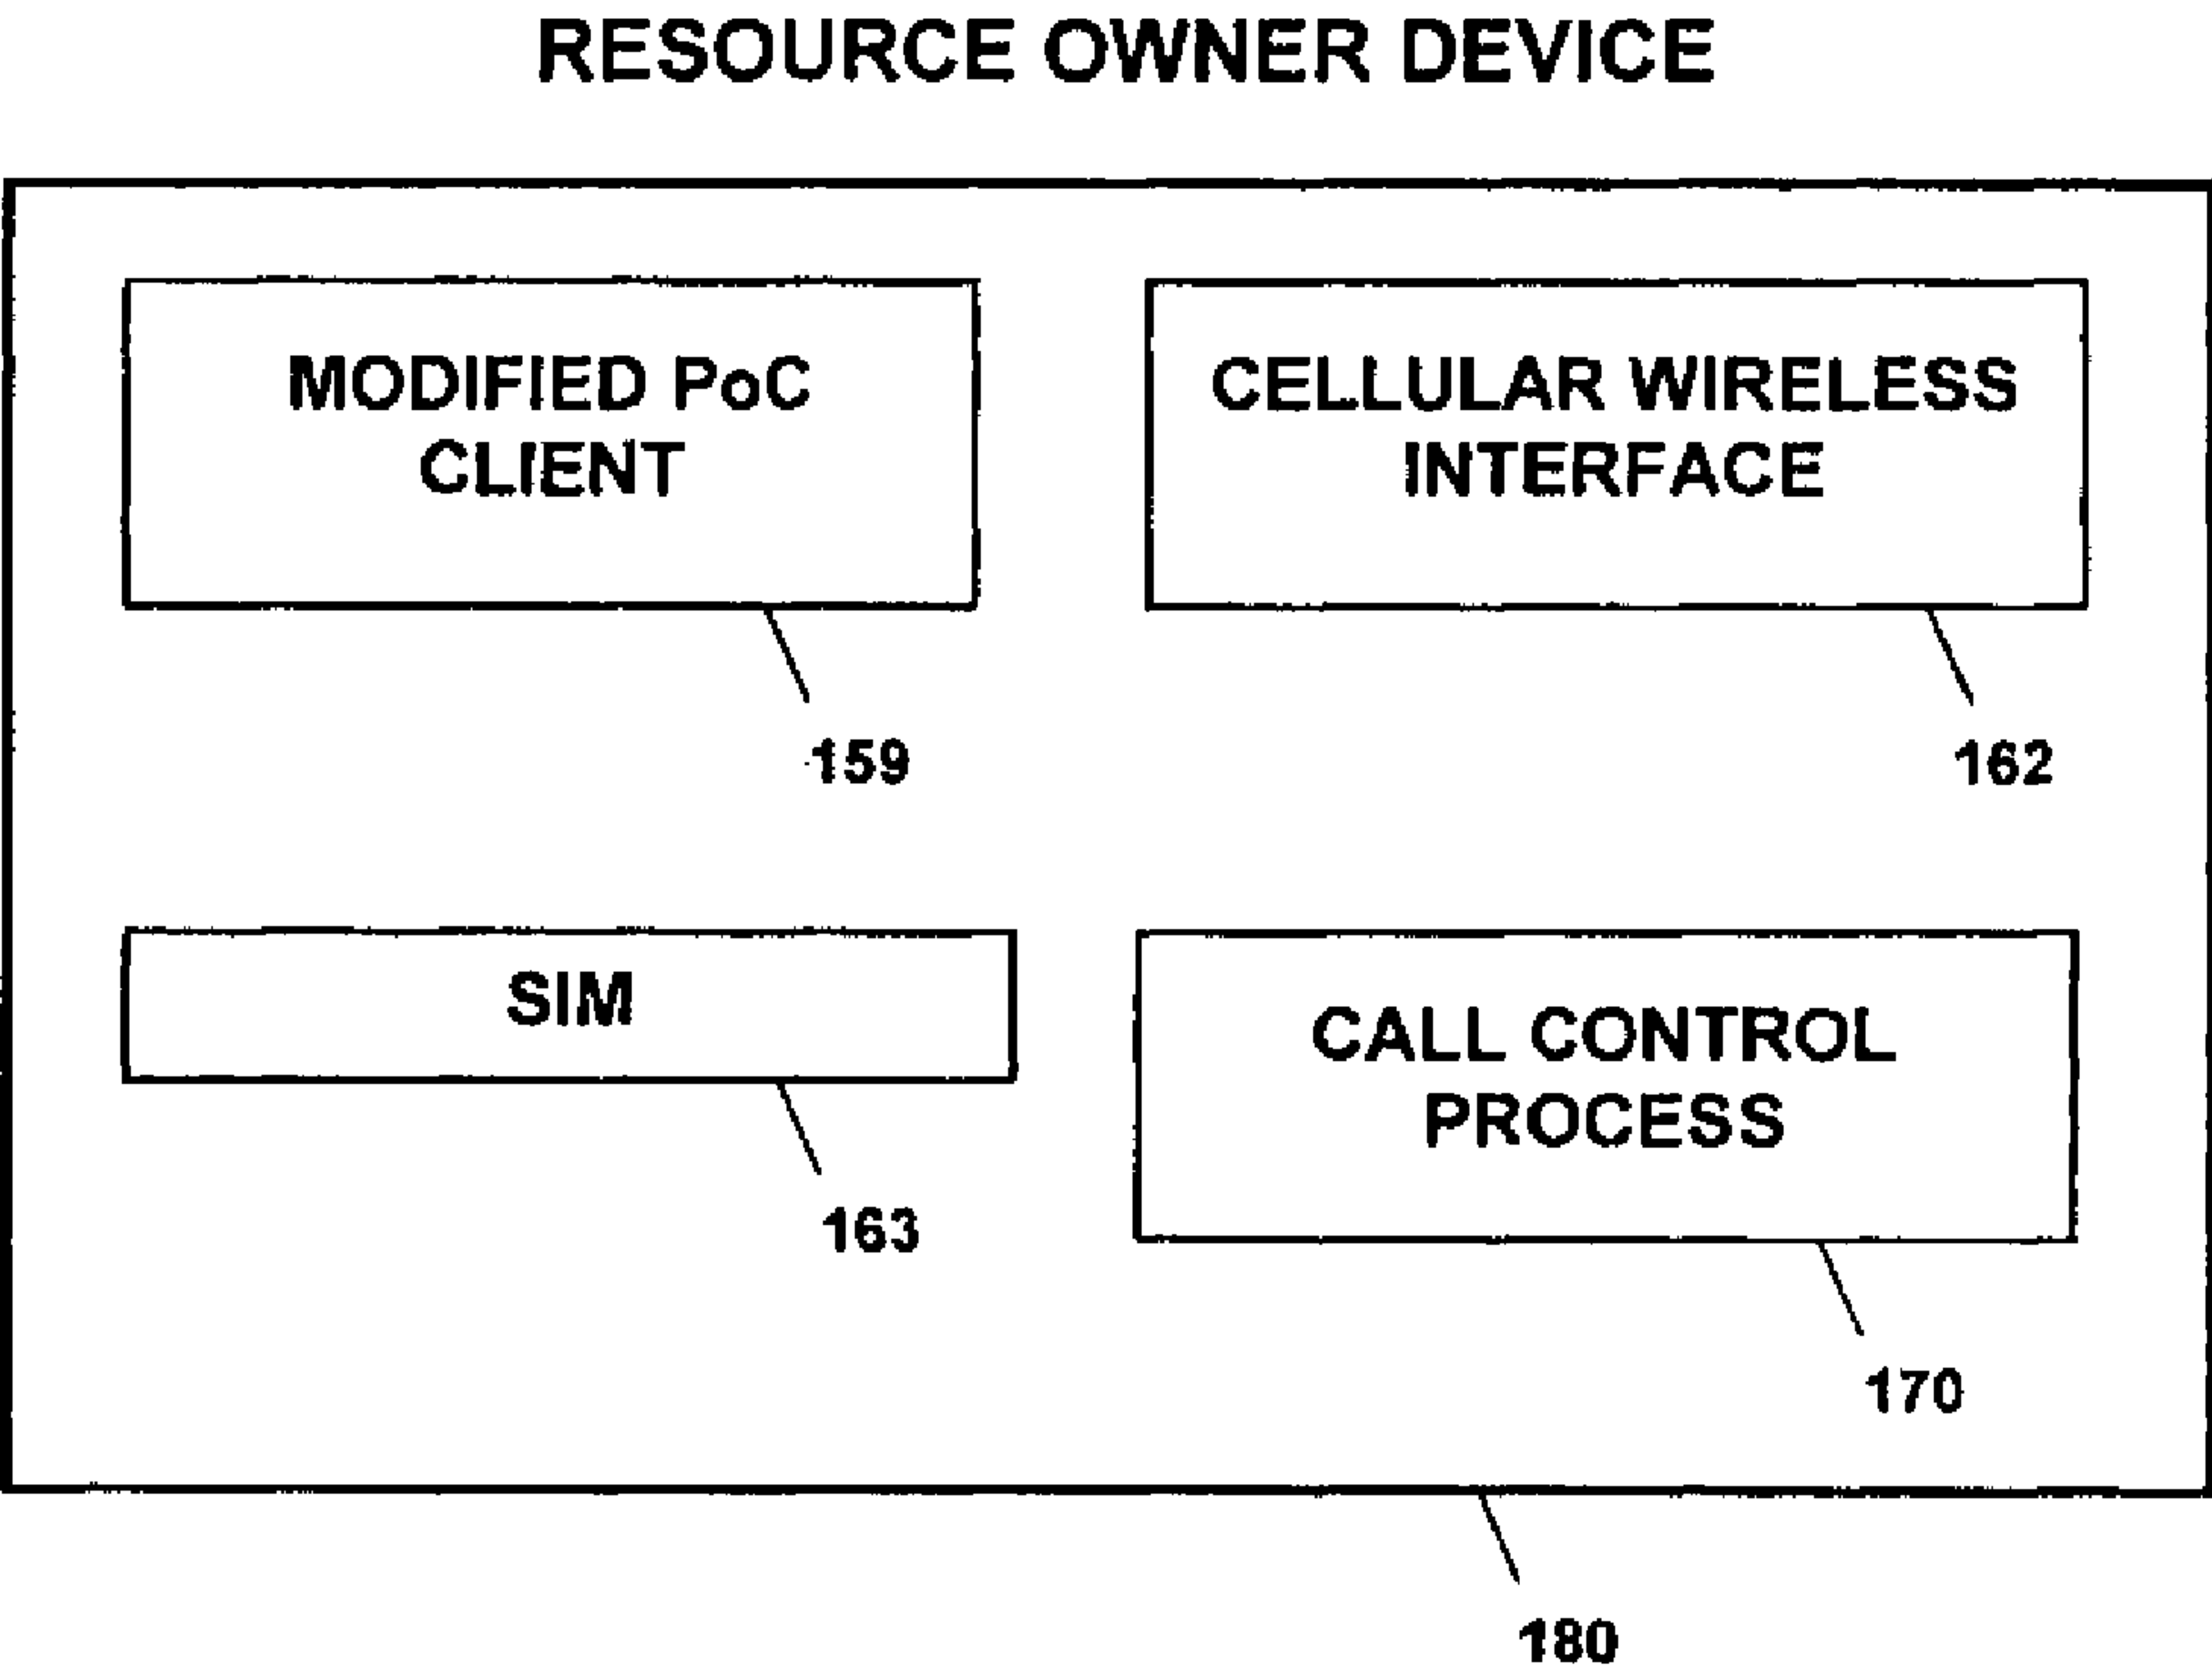 RESOURCE OWNER DEVICE
MODIFIED PoC
CLIENT
159
CELLULAR WIRELESS
INTERFACE
162
SIM
163
CALL CONTROL
PROCESS
170
180